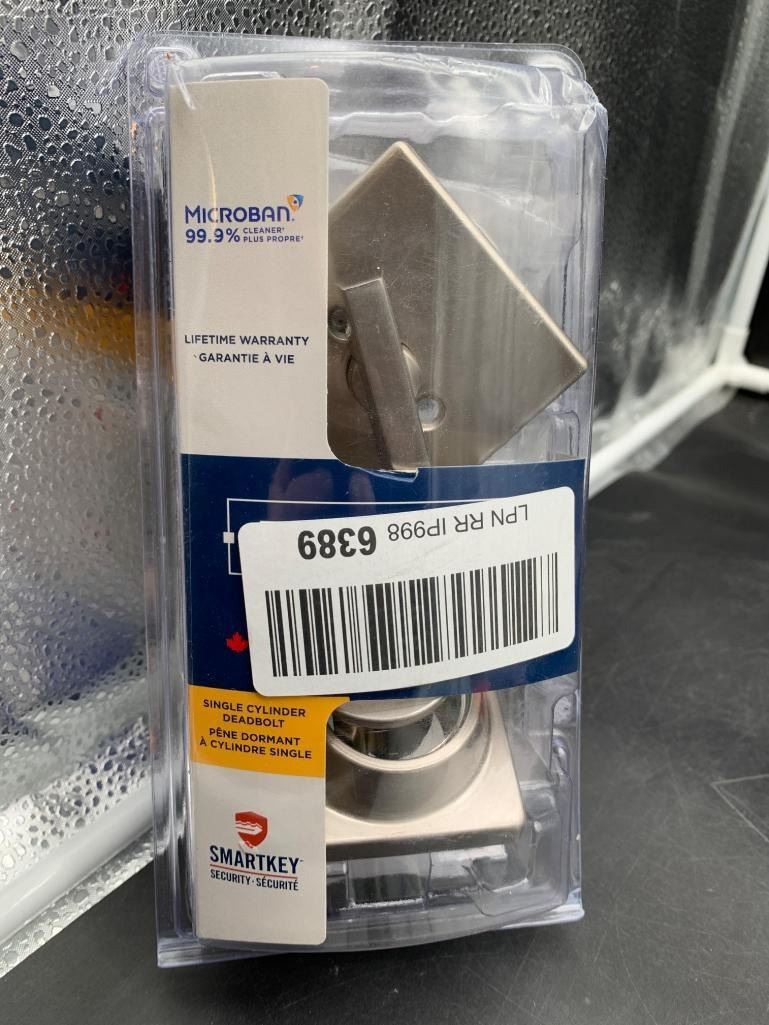 MICROBAN
99.9% CLEANER†
PLUS PROPRE†
LIFETIME WARRANTY
GARANTIE À VIE
LPN RR IP998 6389
SINGLE CYLINDER
DEADBOLT
PÊNE DORMANT
À CYLINDRE SINGLE
SMARTKEY
SECURITY · SÉCURITÉ